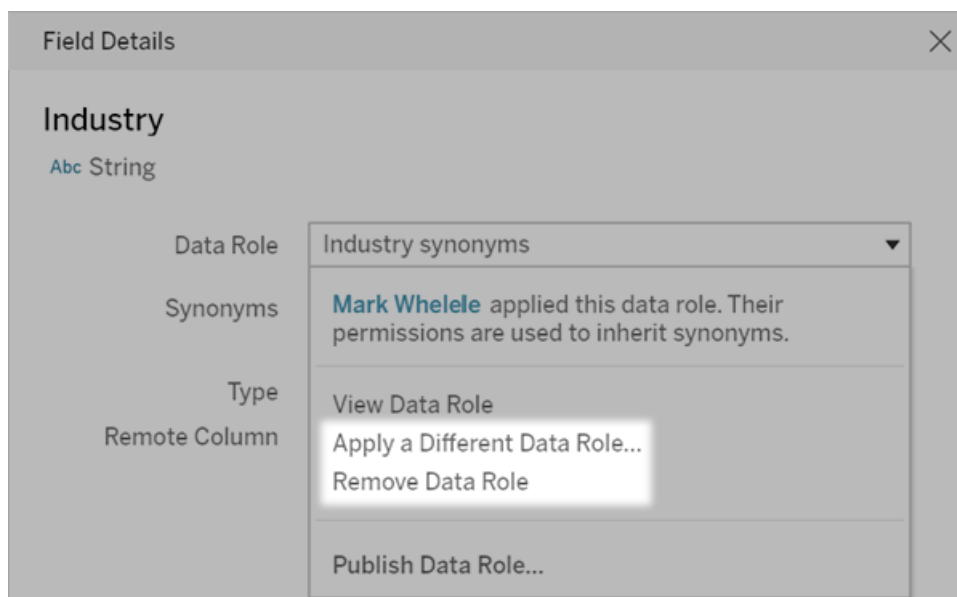 Field Details
Industry
Abc String
Data Role
Industry synonyms
Synonyms
Mark Whelele applied this data role. Their
permissions are used to inherit synonyms.
Type
View Data Role
Remote Column
Apply a Different Data Role...
Remove Data Role
Publish Data Role...